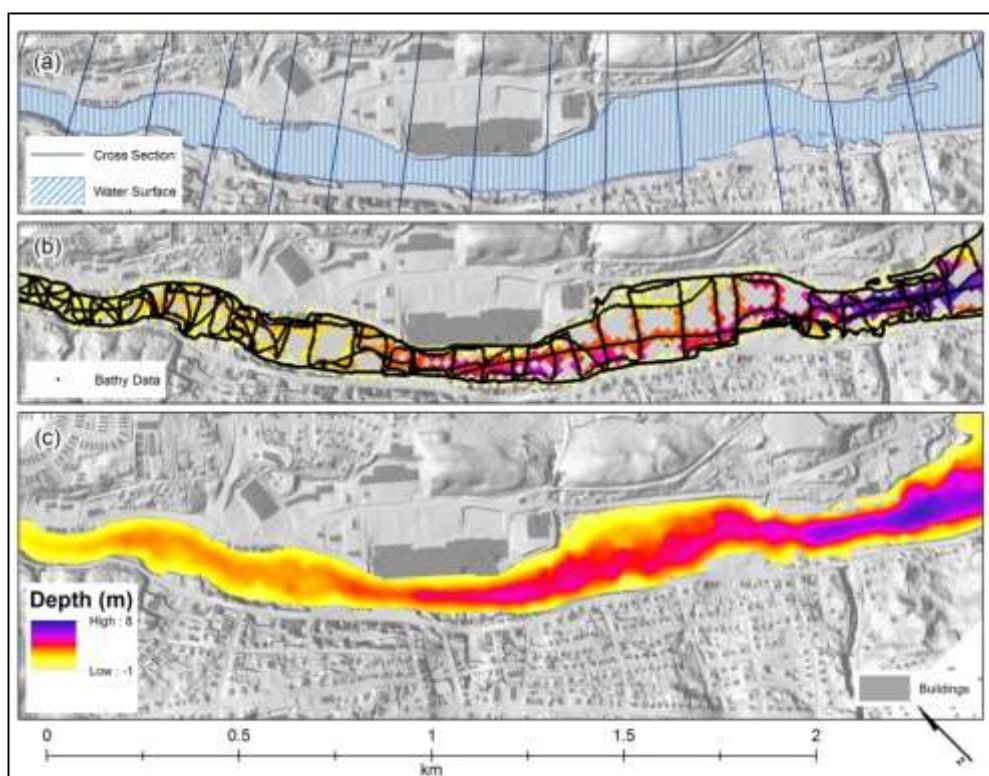 (a)
Cross Section
Water Surface
(b)
Bathy Data
(c)
Depth (m)
High : 8
Low : -1
Buildings
0
0.5
1
1.5
2
km